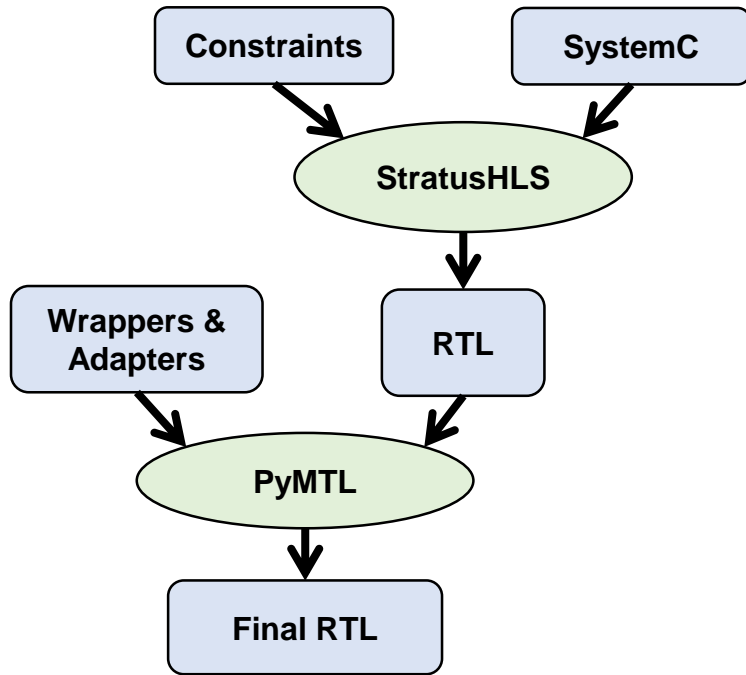 Constraints
SystemC
StratusHLS
Wrappers &
Adapters
RTL
PyMTL
Final RTL